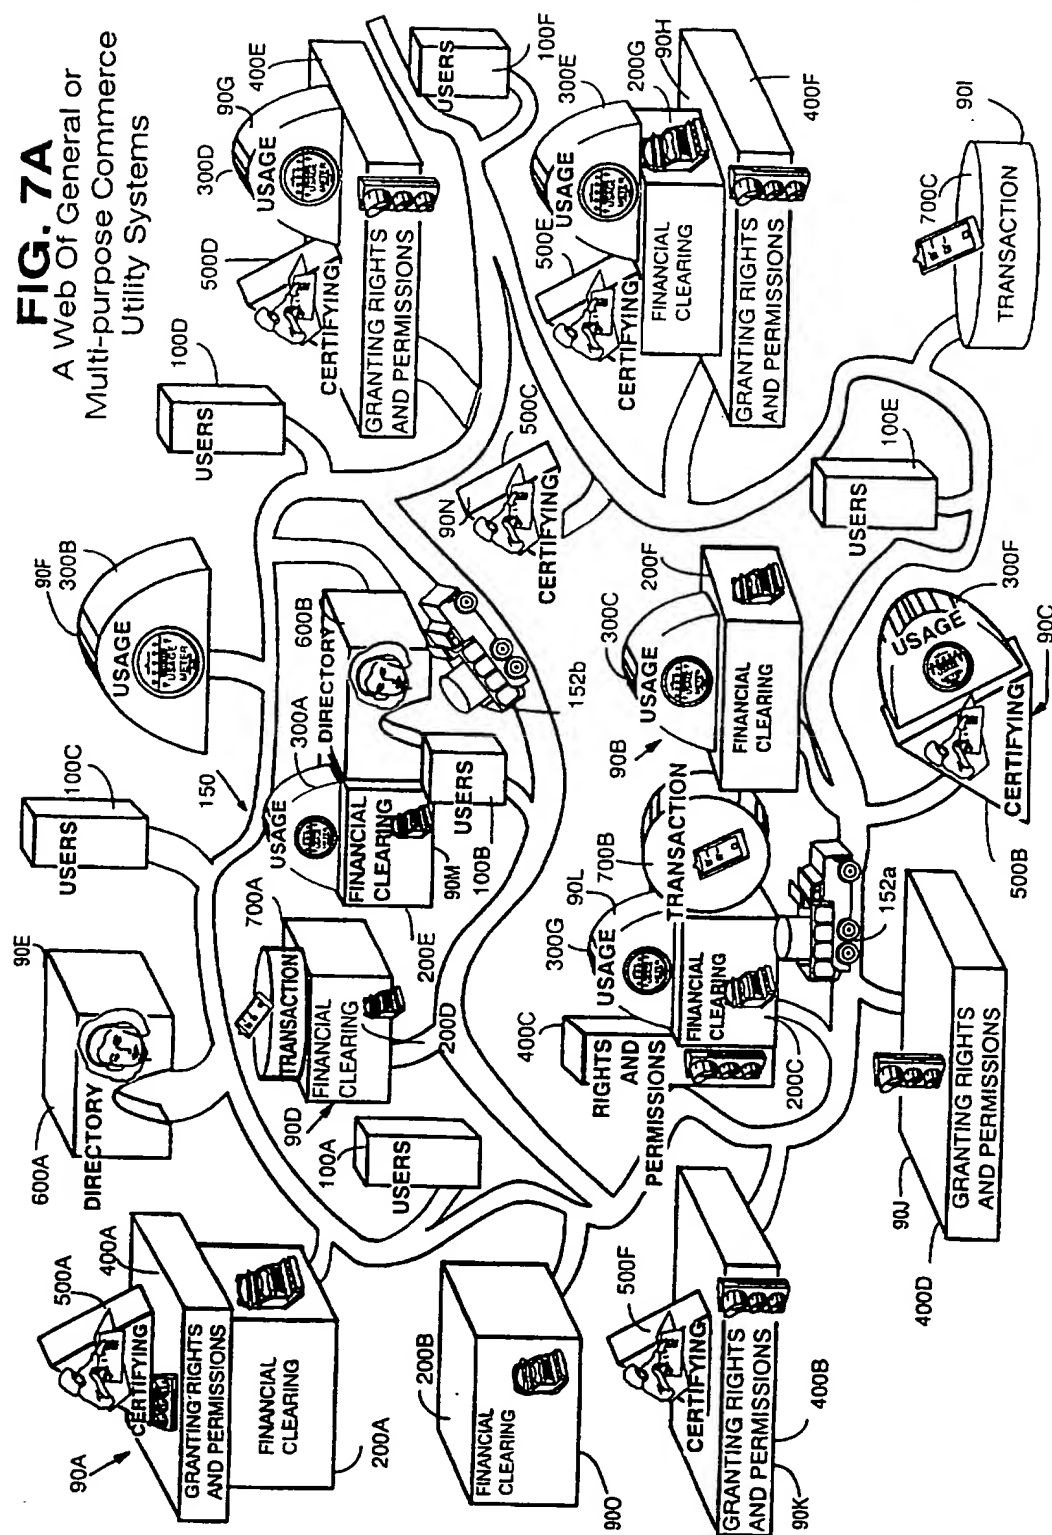 FIG. 7A
A Web Of General or
Multi-purpose Commerce
Utility Systems
90A
500A
CERTIFYING
400A
GRANTING RIGHTS
AND PERMISSIONS
FINANCIAL
CLEARING
200A
600A
90E
DIRECTORY
100C
USERS
90F
300B
USAGE
USAGE
METER
100D
USERS
500D
CERTIFYING
300D
90G
USAGE
400E
GRANTING RIGHTS
AND PERMISSIONS
150
700A
TRANSACTION
FINANCIAL
CLEARING
90D
200D
300A
USAGE
FINANCIAL
CLEARING
90M
200E
DIRECTORY
600B
USERS
100B
152b
100A
USERS
90N
500C
CERTIFYING
100F
USERS
200B
FINANCIAL
CLEARING
90O
400C
RIGHTS AND
PERMISSIONS
300G
90L
USAGE
FINANCIAL
CLEARING
200C
700B
TRANSACTION
90B
300C
USAGE
200F
FINANCIAL
CLEARING
500E
CERTIFYING
300E
USAGE
200G
90H
FINANCIAL
CLEARING
GRANTING RIGHTS
AND PERMISSIONS
400F
500F
CERTIFYING
GRANTING RIGHTS
AND PERMISSIONS
400B
90K
152a
90J
400D
GRANTING RIGHTS
AND PERMISSIONS
500B
CERTIFYING
USAGE
300F
90C
100E
USERS
700C
TRANSACTION
90I